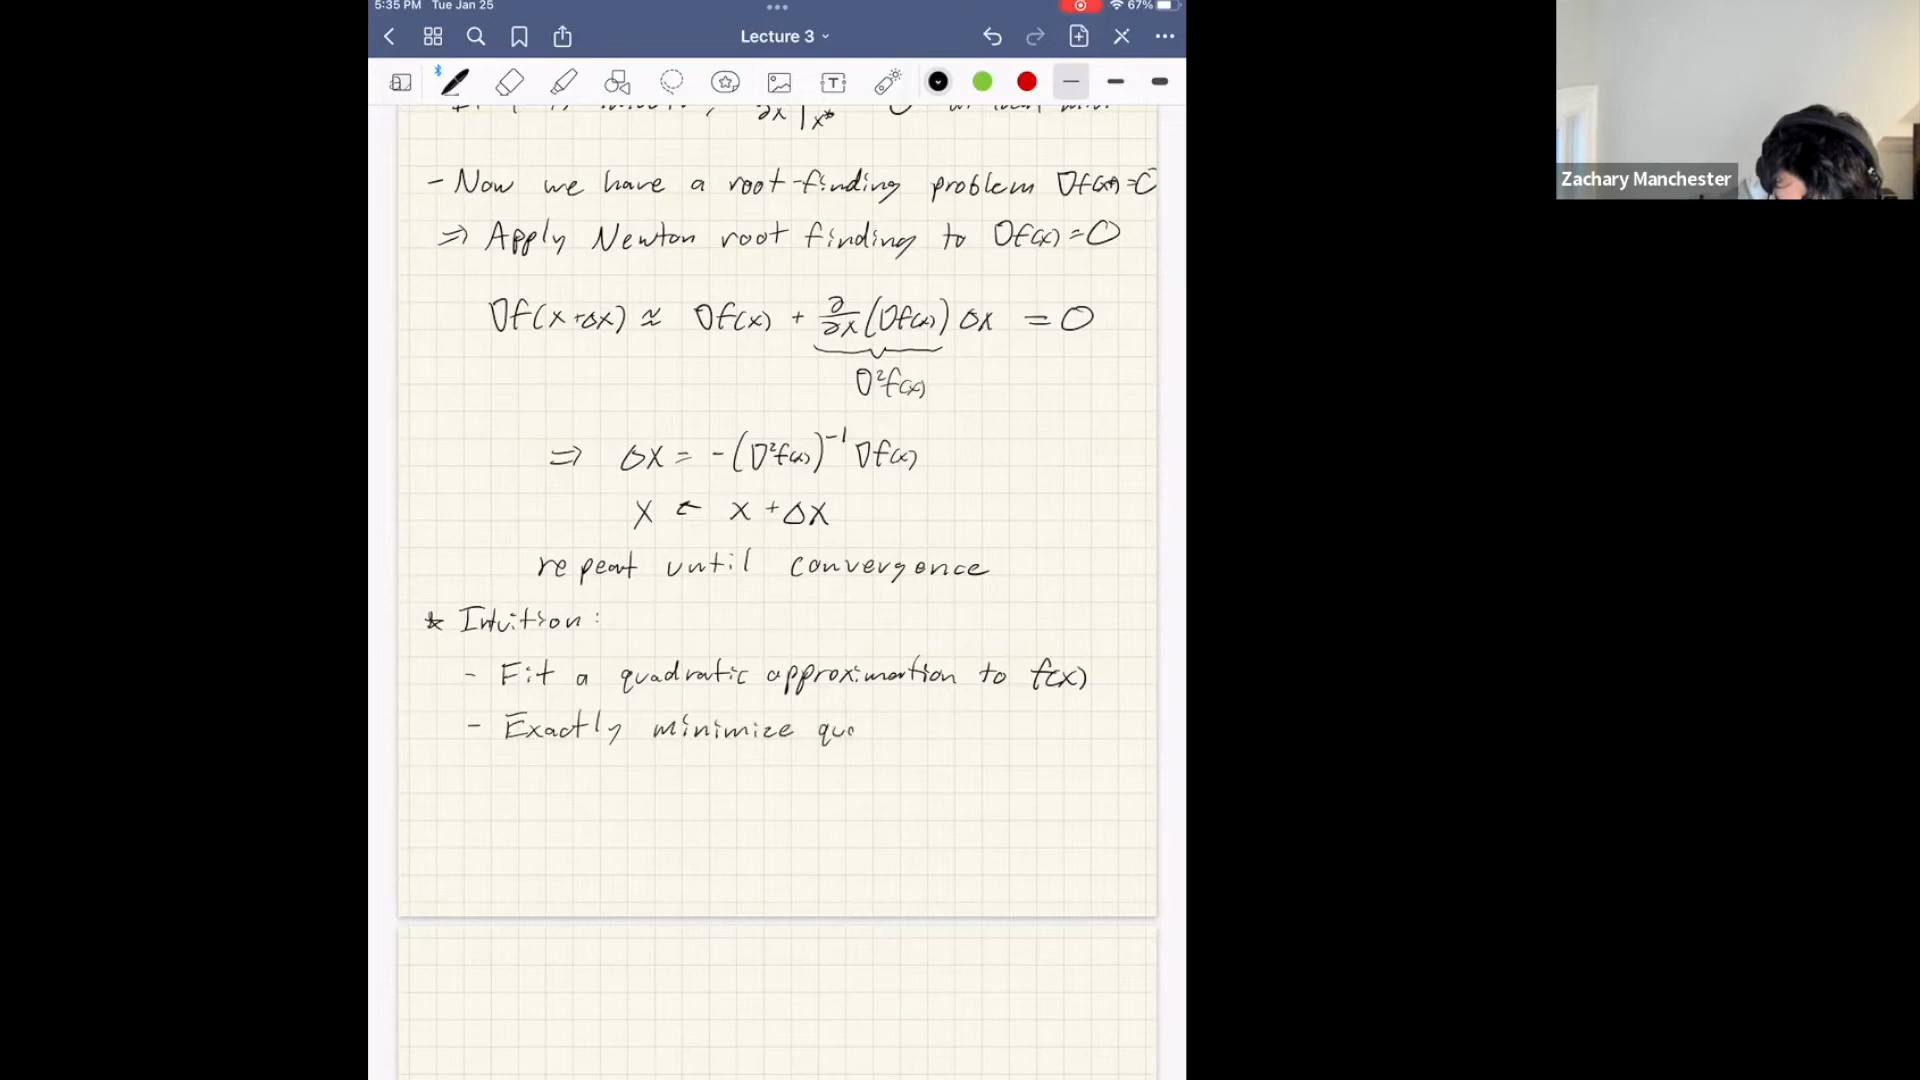 5:35 PM Tue Jan 25
67%
Lecture 3
Zachary Manchester
∂x |x*
- Now we have a root-finding problem ∇f(x)=0
⇒ Apply Newton root finding to ∇f(x)=0
∇f(x+Δx) ≈ ∇f(x) + ∂/∂x (∇f(x)) Δx = 0
∇²f(x)
⇒ Δx = -(∇²f(x))⁻¹ ∇f(x)
x ← x + Δx
repeat until convergence
* Intuition:
- Fit a quadratic approximation to f(x)
- Exactly minimize qua